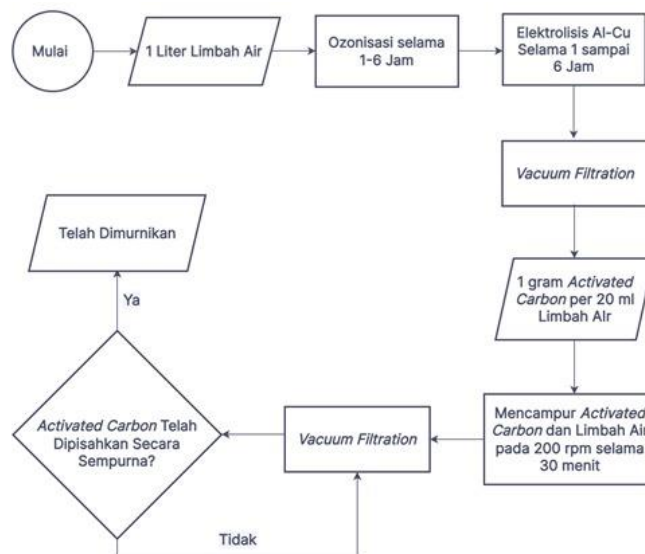 Mulai
1 Liter Limbah Air
Ozonisasi selama
1-6 Jam
Elektrolisis Al-Cu
Selama 1 sampai
6 Jam
Vacuum Filtration
1 gram Activated
Carbon per 20 ml
Limbah AIr
Mencampur Activated
Carbon dan Limbah Air
pada 200 rpm selama
30 menit
Vacuum Filtration
Activated Carbon Telah
Dipisahkan Secara
Sempurna?
Tidak
Ya
Telah Dimurnikan